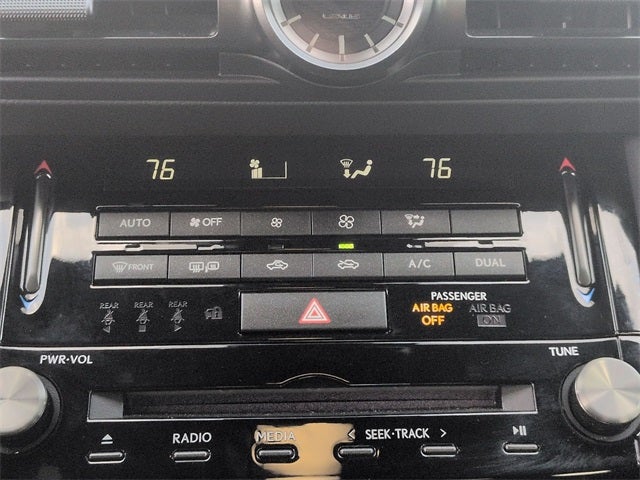 LEXUS
76 76
AUTO OFF
FRONT A/C DUAL
REAR REAR REAR
PASSENGER
AIR BAG OFF AIR BAG ON
PWR·VOL TUNE
RADIO MEDIA < SEEK·TRACK >